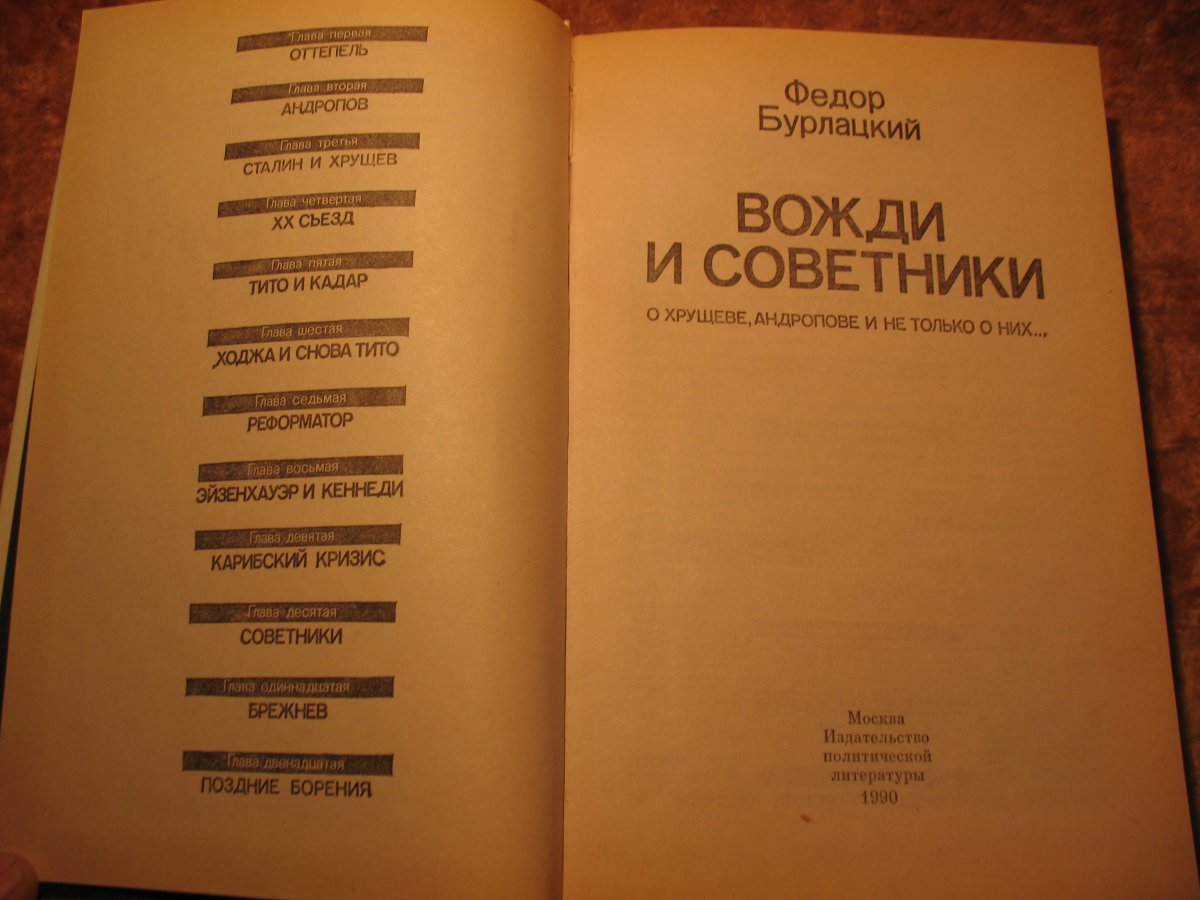 Глава первая
ОТТЕПЕЛЬ
Глава вторая
АНДРОПОВ
Глава третья
СТАЛИН И ХРУЩЕВ
Глава четвертая
XX СЪЕЗД
Глава пятая
ТИТО И КАДАР
Глава шестая
ХОДЖА И СНОВА ТИТО
Глава седьмая
РЕФОРМАТОР
Глава восьмая
ЭЙЗЕНХАУЭР И КЕННЕДИ
Глава девятая
КАРИБСКИЙ КРИЗИС
Глава десятая
СОВЕТНИКИ
Глава одиннадцатая
БРЕЖНЕВ
Глава двенадцатая
ПОЗДНИЕ БОРЕНИЯ
Федор
Бурлацкий
ВОЖДИ
И СОВЕТНИКИ
О ХРУЩЕВЕ, АНДРОПОВЕ И НЕ ТОЛЬКО О НИХ...
Москва
Издательство
политической
литературы
1990